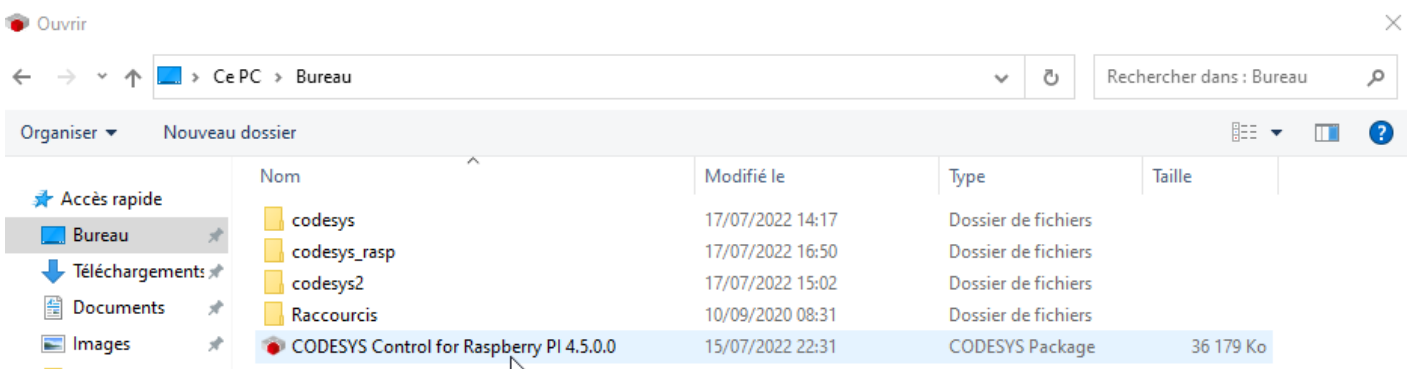 Ouvrir
Ce PC > Bureau
Rechercher dans : Bureau
Organiser Nouveau dossier
Nom Modifié le Type Taille
Accès rapide
Bureau
Téléchargements
Documents
Images
codesys 17/07/2022 14:17 Dossier de fichiers
codesys_rasp 17/07/2022 16:50 Dossier de fichiers
codesys2 17/07/2022 15:02 Dossier de fichiers
Raccourcis 10/09/2020 08:31 Dossier de fichiers
CODESYS Control for Raspberry PI 4.5.0.0 15/07/2022 22:31 CODESYS Package 36 179 Ko